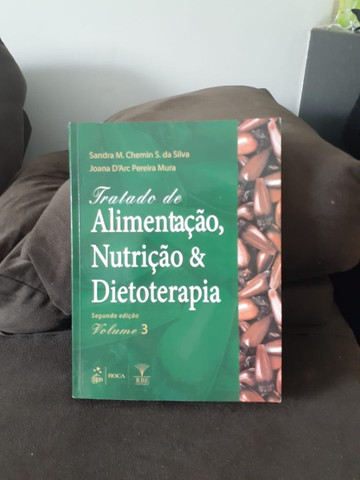 Sandra M. Chemin S. da Silva
Joana D'Arc Pereira Mura
Tratado de
Alimentação,
Nutrição &
Dietoterapia
Segunda edição
Volume 3
ROCA